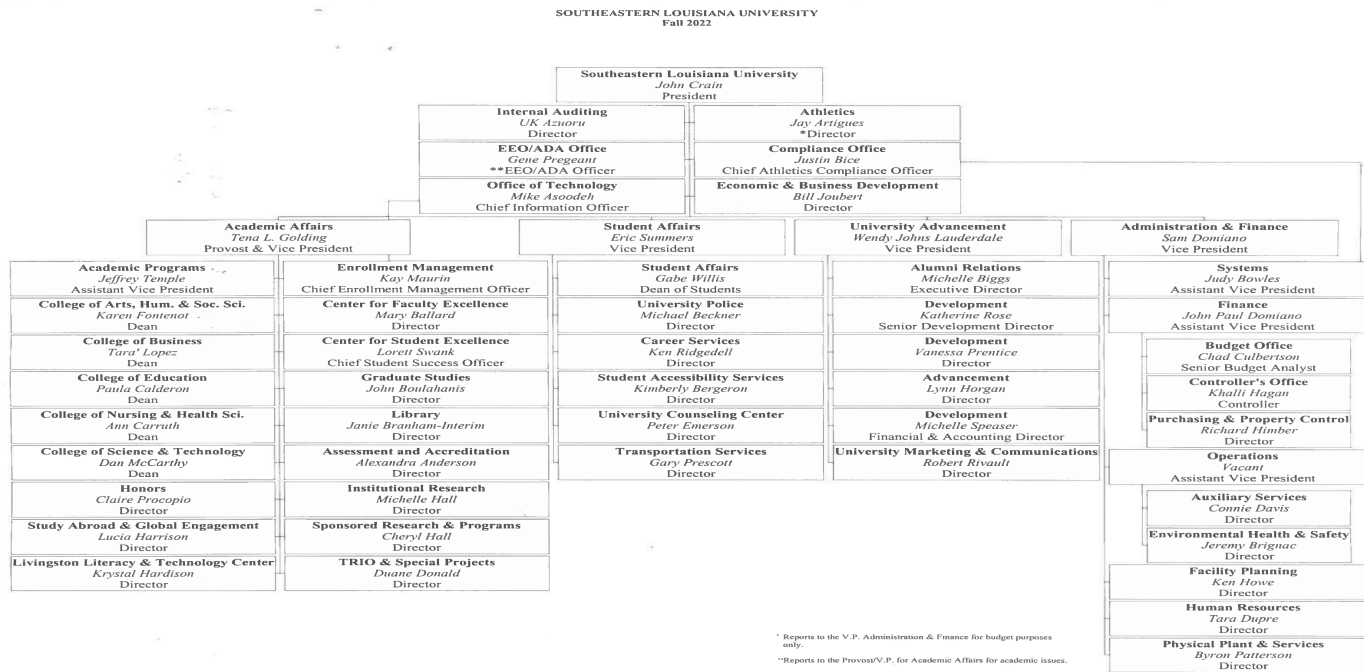 SOUTHEASTERN LOUISIANA UNIVERSITY
Fall 2022
Southeastern Louisiana University
John Crain
President
Internal Auditing
UK Azuoru
Director
Athletics
Jay Artigues
*Director
EEO/ADA Office
Gene Pregeant
**EEO/ADA Officer
Compliance Office
Justin Bice
Chief Athletics Compliance Officer
Office of Technology
Mike Asoodeh
Chief Information Officer
Economic & Business Development
Bill Joubert
Director
Academic Affairs
Tena L. Golding
Provost & Vice President
Student Affairs
Eric Summers
Vice President
University Advancement
Wendy Johns Lauderdale
Vice President
Administration & Finance
Sam Domiano
Vice President
Academic Programs
Jeffrey Temple
Assistant Vice President
College of Arts, Hum. & Soc. Sci.
Karen Fontenot
Dean
College of Business
Tara' Lopez
Dean
College of Education
Paula Calderon
Dean
College of Nursing & Health Sci.
Ann Carruth
Dean
College of Science & Technology
Dan McCarthy
Dean
Honors
Claire Procopio
Director
Study Abroad & Global Engagement
Lucia Harrison
Director
Livingston Literacy & Technology Center
Krystal Hardison
Director
Enrollment Management
Kay Maurin
Chief Enrollment Management Officer
Center for Faculty Excellence
Mary Ballard
Director
Center for Student Excellence
Lorett Swank
Chief Student Success Officer
Graduate Studies
John Boulahanis
Director
Library
Janie Branham-Interim
Director
Assessment and Accreditation
Alexandra Anderson
Director
Institutional Research
Michelle Hall
Director
Sponsored Research & Programs
Cheryl Hall
Director
TRIO & Special Projects
Duane Donald
Director
Student Affairs
Gabe Willis
Dean of Students
University Police
Michael Beckner
Director
Career Services
Ken Ridgedell
Director
Student Accessibility Services
Kimberly Bergeron
Director
University Counseling Center
Peter Emerson
Director
Transportation Services
Gary Prescott
Director
Alumni Relations
Michelle Biggs
Executive Director
Development
Katherine Rose
Senior Development Director
Development
Vanessa Prentice
Director
Advancement
Lynn Horgan
Director
Development
Michelle Speaser
Financial & Accounting Director
University Marketing & Communications
Robert Rivault
Director
Systems
Judy Bowles
Assistant Vice President
Finance
John Paul Domiano
Assistant Vice President
Budget Office
Chad Culbertson
Senior Budget Analyst
Controller's Office
Khalli Hagan
Controller
Purchasing & Property Control
Richard Himber
Director
Operations
Vacant
Assistant Vice President
Auxiliary Services
Connie Davis
Director
Environmental Health & Safety
Jeremy Brignac
Director
Facility Planning
Ken Howe
Director
Human Resources
Tara Dupre
Director
Physical Plant & Services
Byron Patterson
Director
* Reports to the V.P. Administration & Finance for budget purposes
only.
**Reports to the Provost/V.P. for Academic Affairs for academic issues.